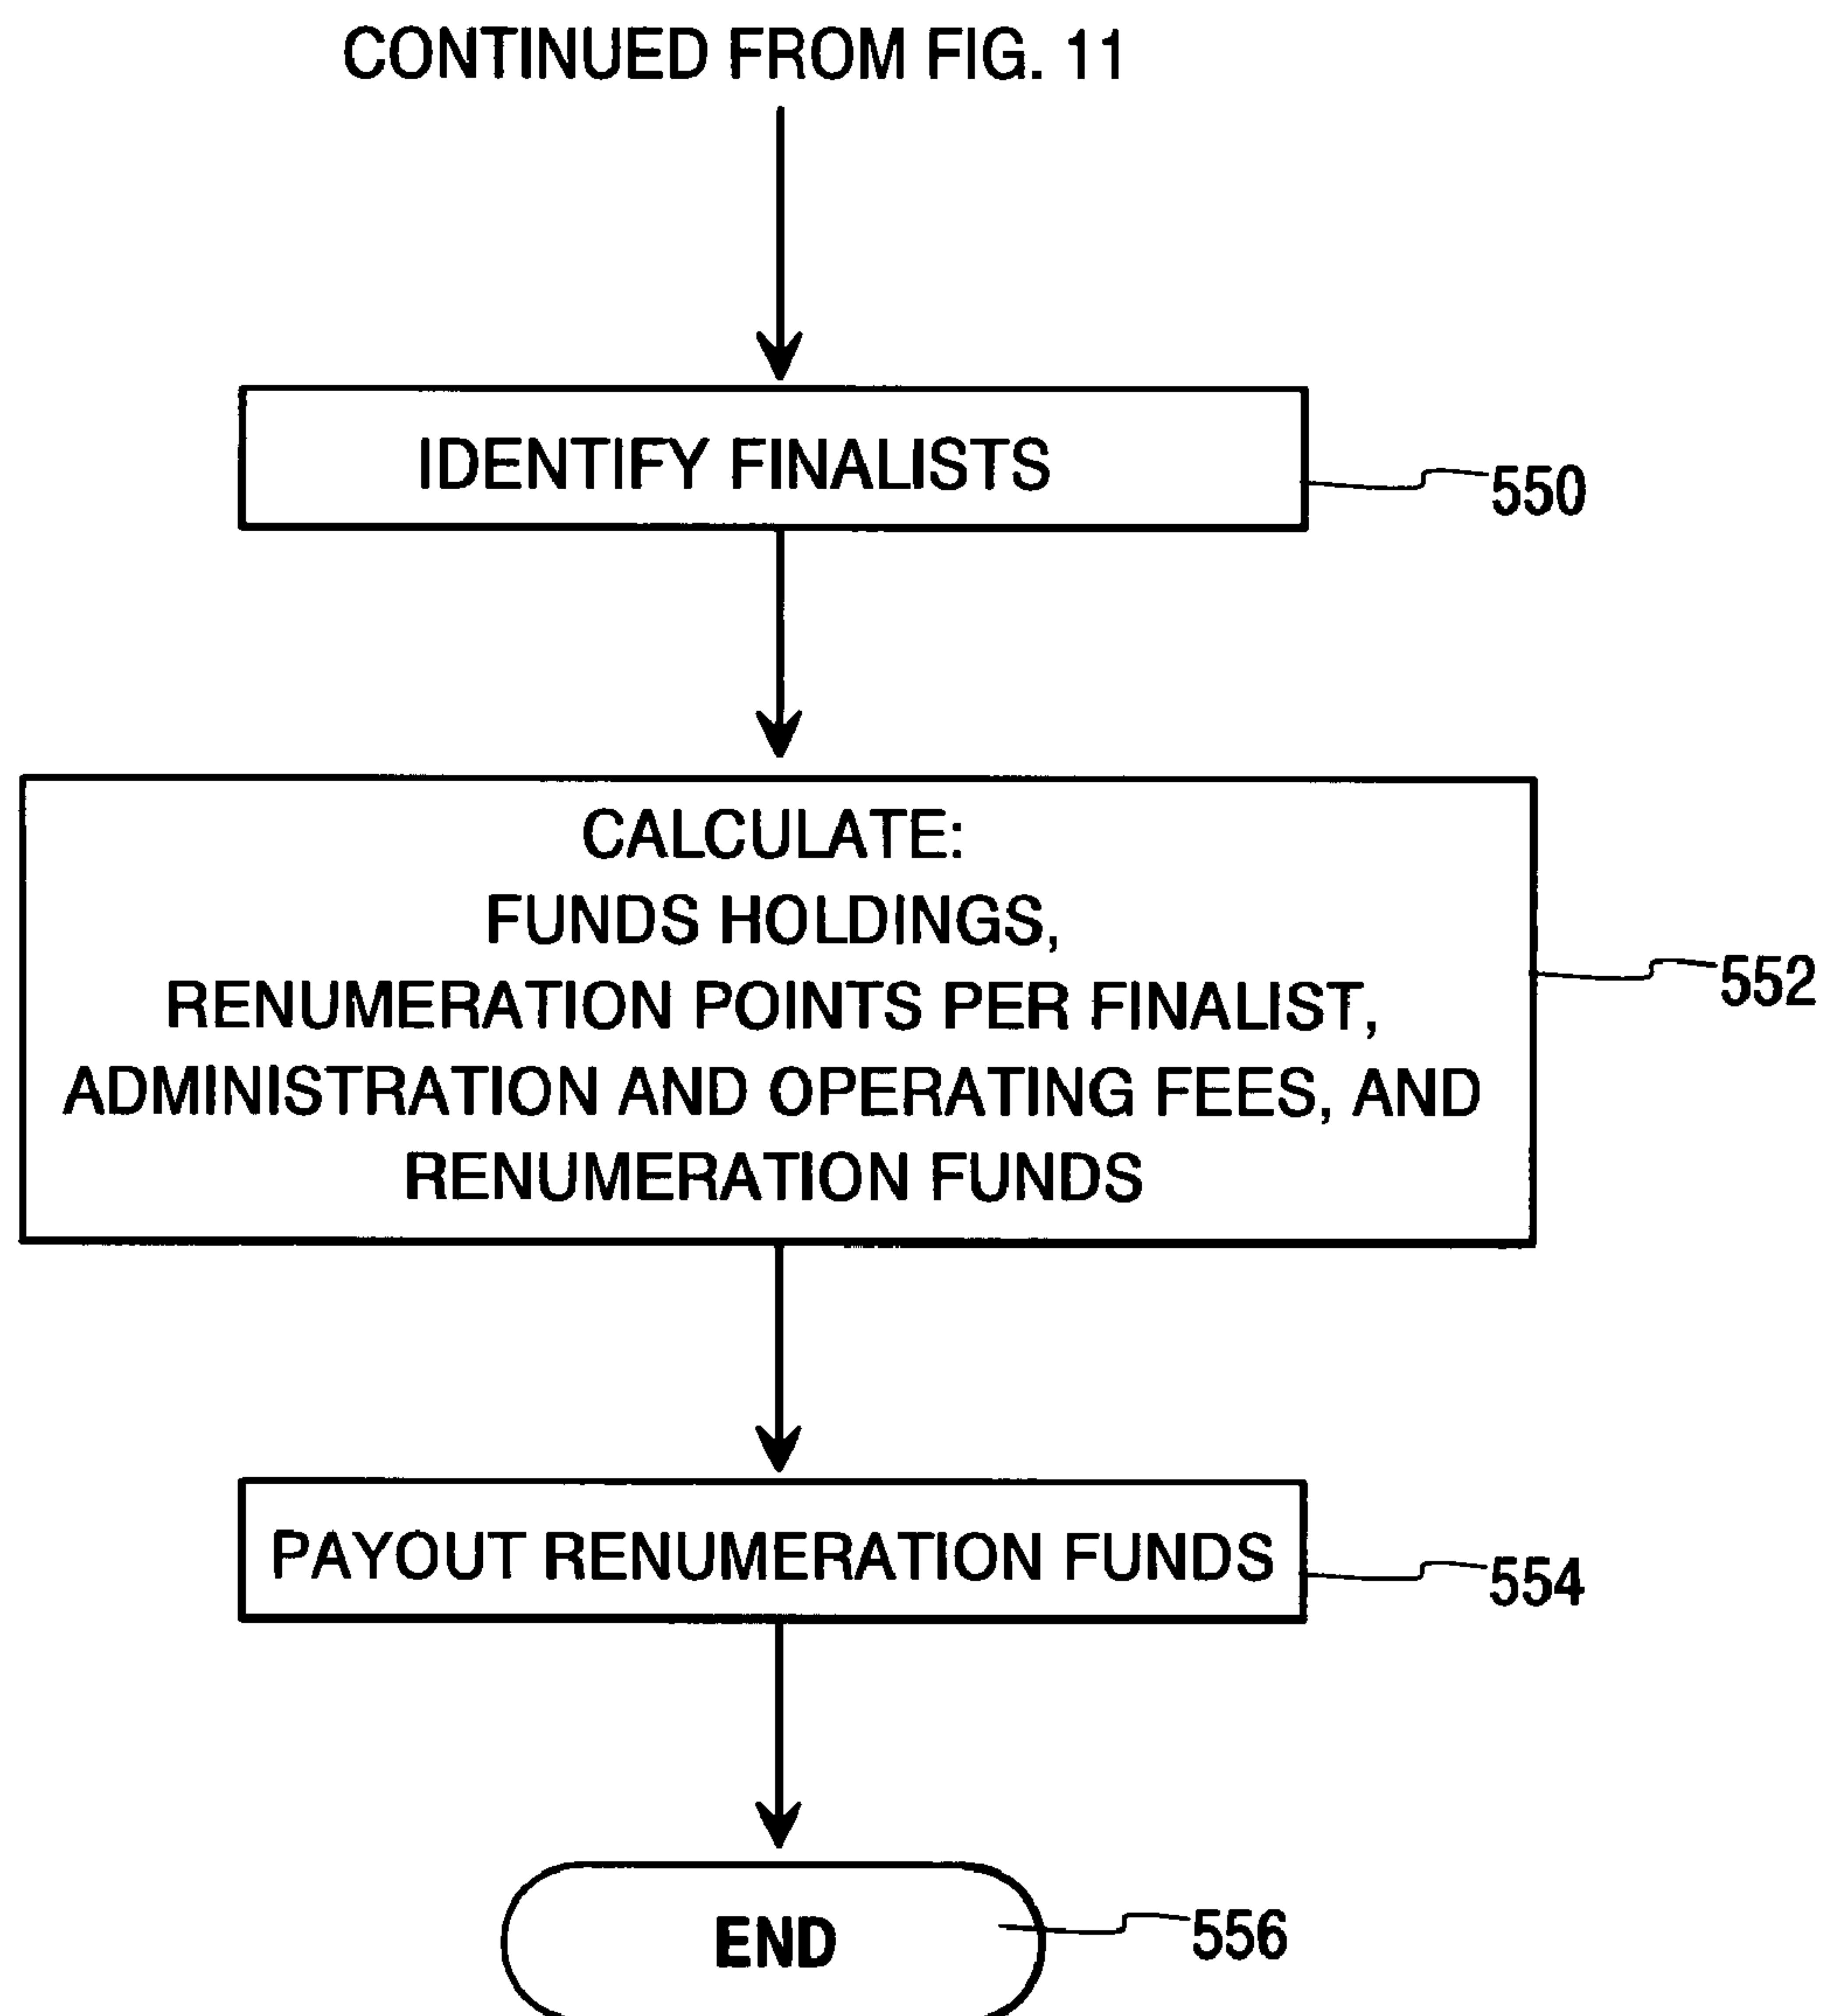 CONTINUED FROM FIG. 11
IDENTIFY FINALISTS
550
CALCULATE:
FUNDS HOLDINGS,
RENUMERATION POINTS PER FINALIST,
ADMINISTRATION AND OPERATING FEES, AND
RENUMERATION FUNDS
552
PAYOUT RENUMERATION FUNDS
554
END
556